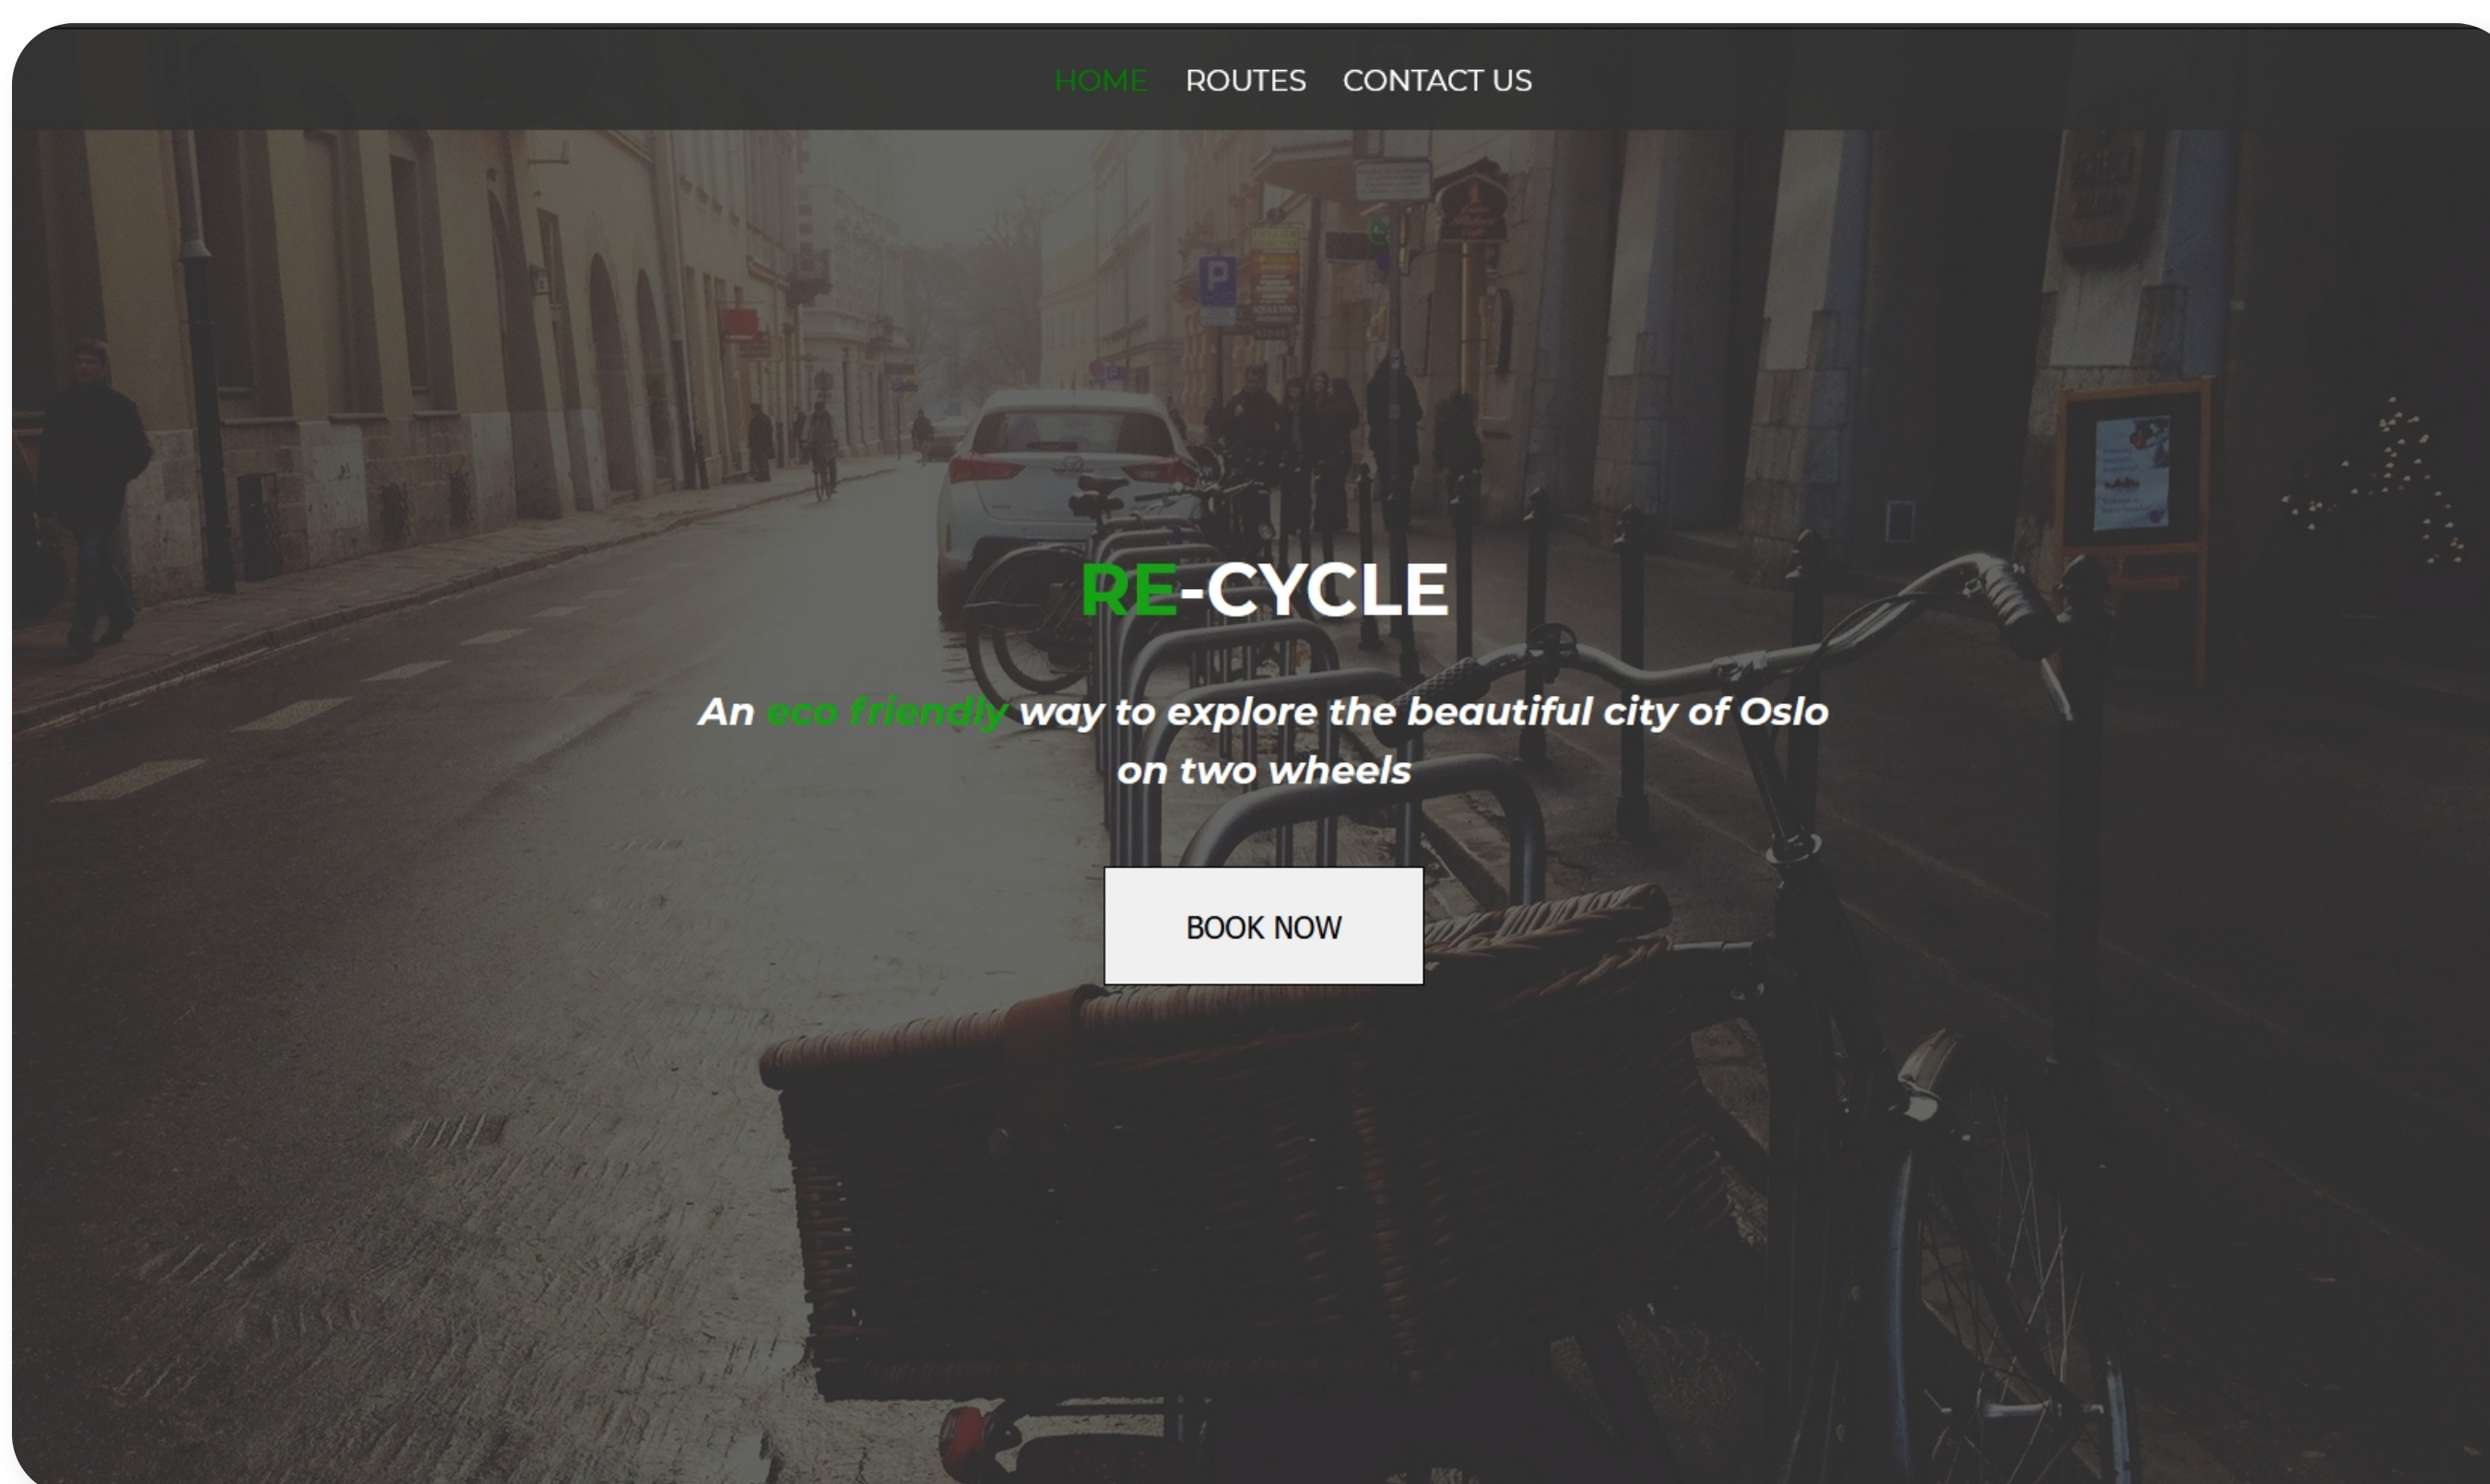 HOME ROUTES CONTACT US
P
RE-CYCLE
An eco friendly way to explore the beautiful city of Oslo
on two wheels
BOOK NOW